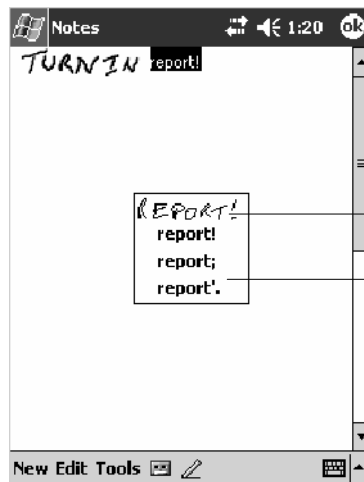 Notes 1:20 ok
TURN IN report!
REPORT!
report!
report;
report'.
New Edit Tools